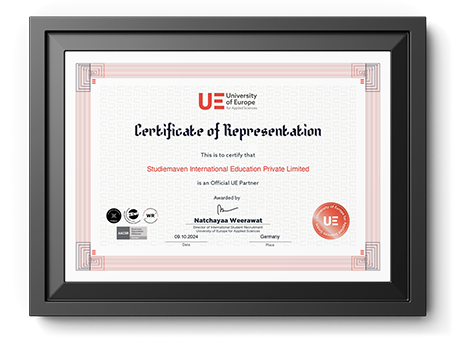 UE University
of Europe
for Applied Sciences
Certificate of Representation
This is to certify that
Studiemaven International Education Private Limited
is an Official UE Partner
Awarded by
Natchayaa Weerawat
Director of International Student Recruitment
University of Europe for Applied Sciences
09.10.2024
Germany
Date
Place
WR
UE